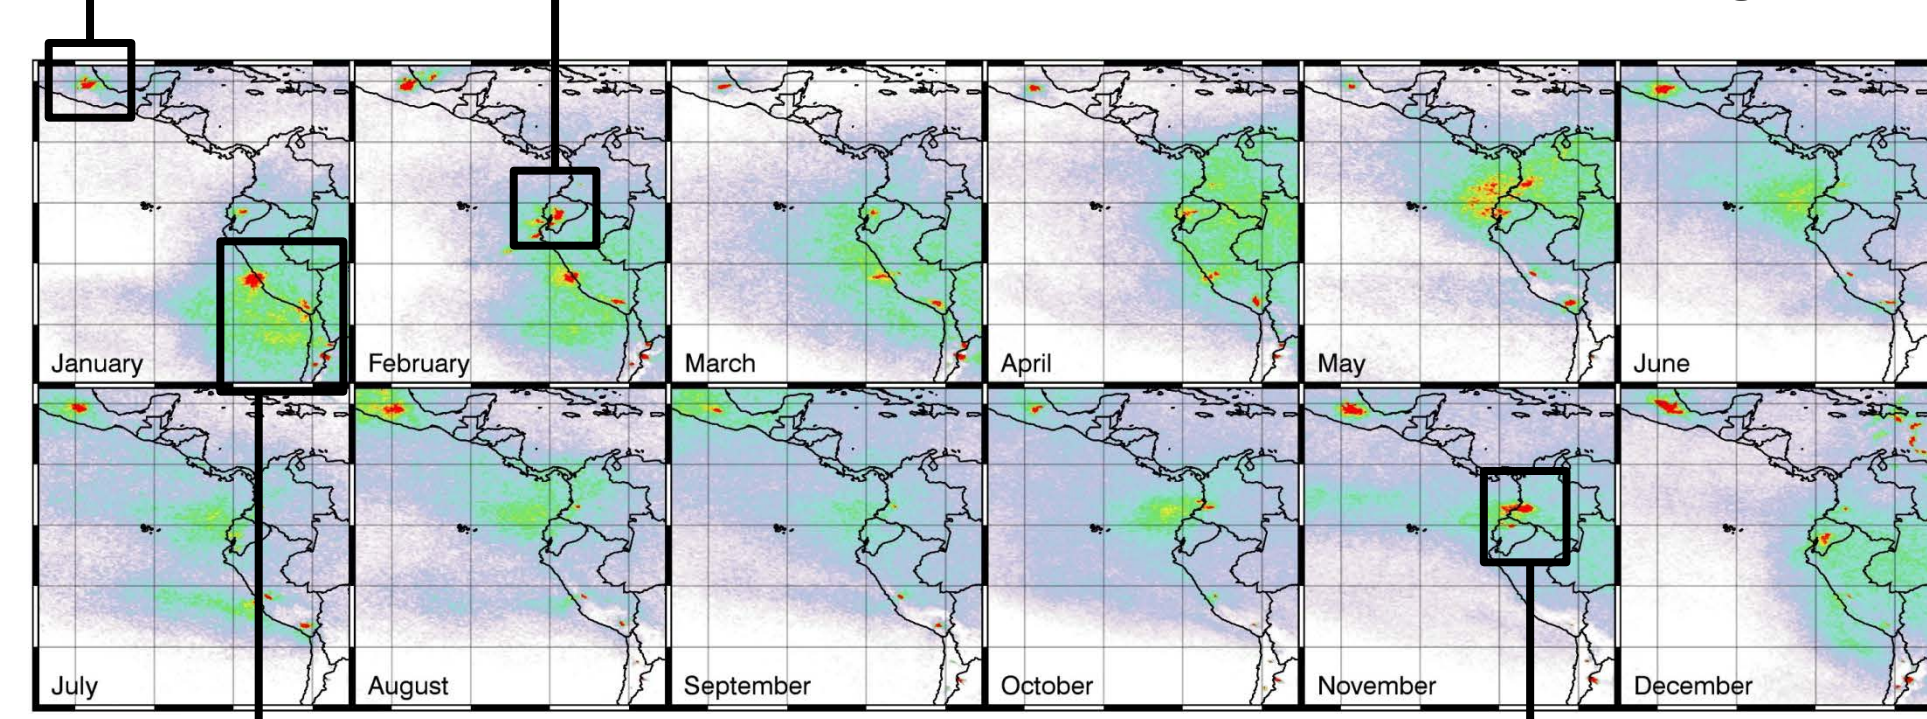 January
February
March
April
May
June
July
August
September
October
November
December